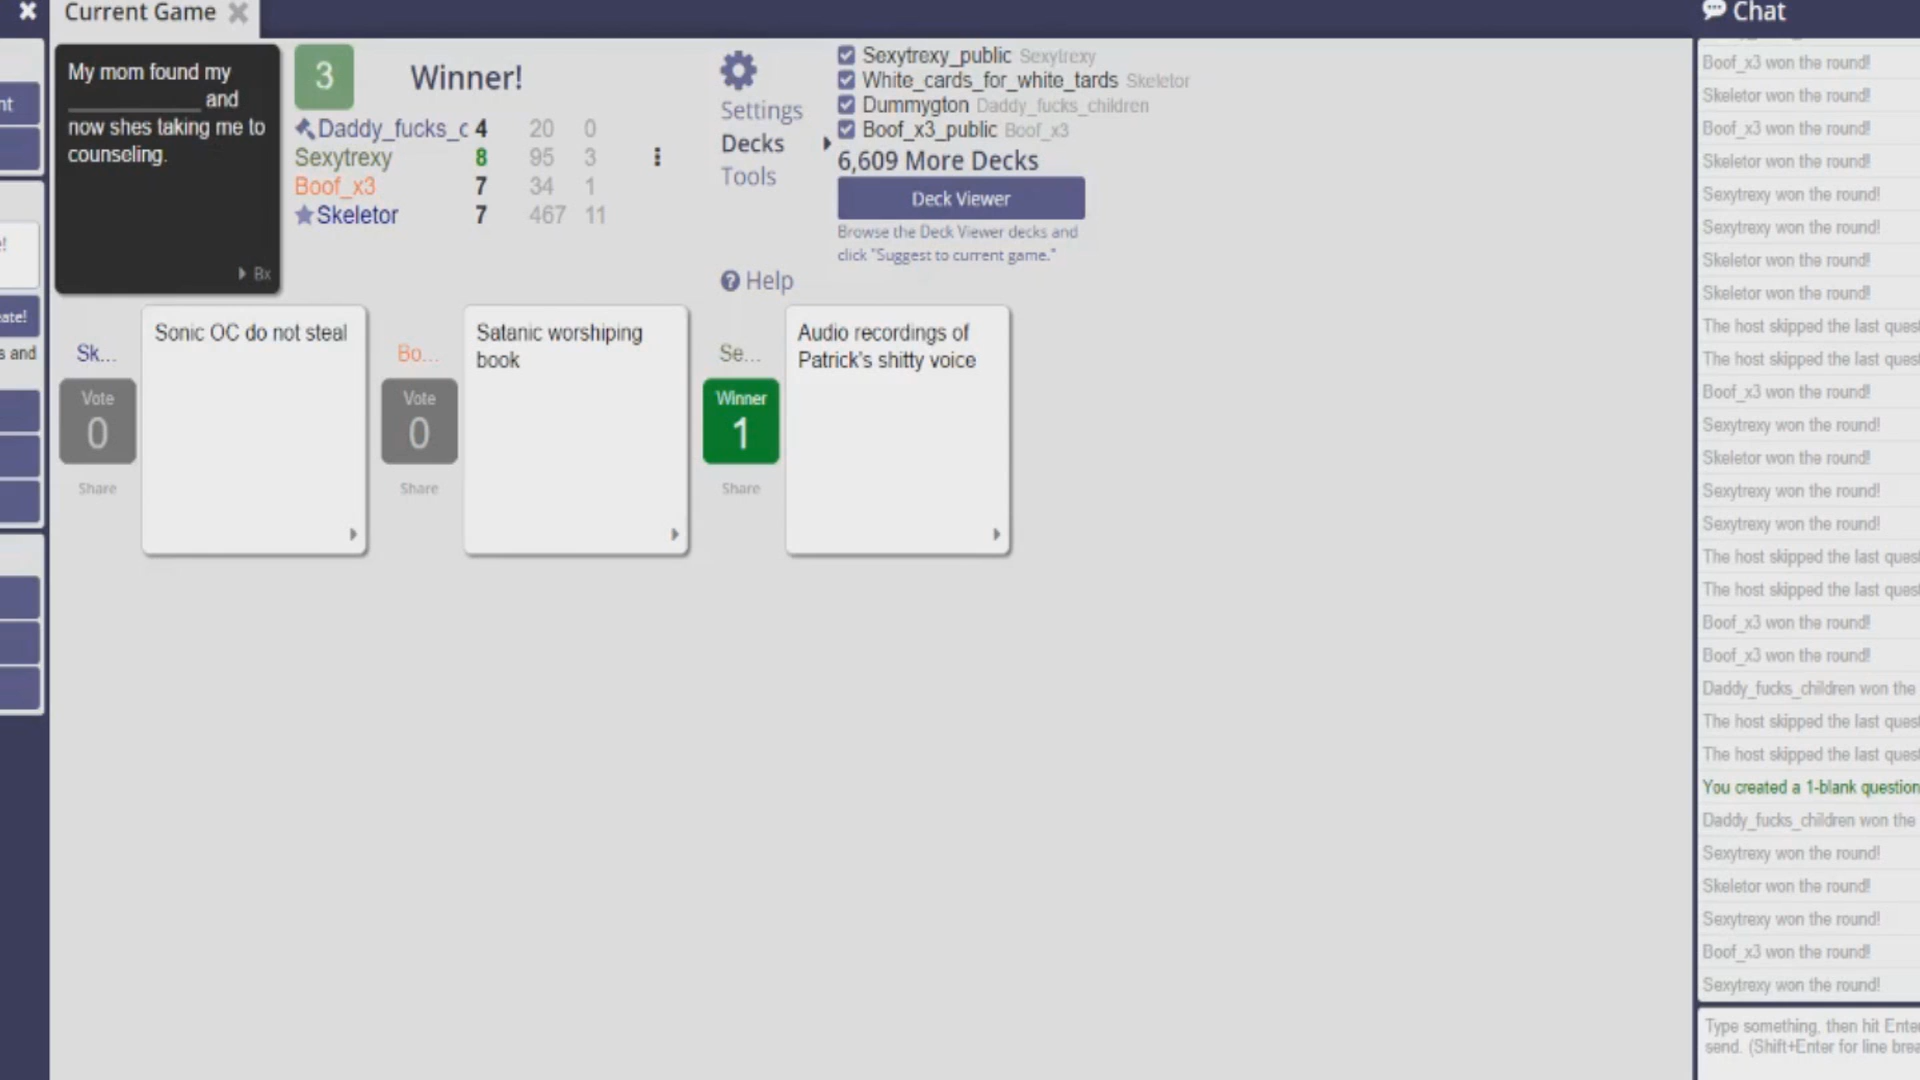 Current Game
My mom found my
____________ and
now shes taking me to
counseling.
Bx
3
Winner!
Daddy_fucks_c 4 20 0
Sexytrexy 8 95 3
Boof_x3 7 34 1
Skeletor 7 467 11
Settings
Decks
Tools
Help
Sexytrexy_public Sexytrexy
White_cards_for_white_tards Skeletor
Dummygton Daddy_fucks_children
Boof_x3_public Boof_x3
6,609 More Decks
Deck Viewer
Browse the Deck Viewer decks and
click "Suggest to current game."
nt
e!
eate!
s and
Sk...
Vote
0
Share
Sonic OC do not steal
Bo...
Vote
0
Share
Satanic worshiping
book
Se...
Winner
1
Share
Audio recordings of
Patrick's shitty voice
Chat
Boof_x3 won the round!
Skeletor won the round!
Boof_x3 won the round!
Skeletor won the round!
Sexytrexy won the round!
Sexytrexy won the round!
Skeletor won the round!
Skeletor won the round!
The host skipped the last quest
The host skipped the last quest
Boof_x3 won the round!
Sexytrexy won the round!
Skeletor won the round!
Sexytrexy won the round!
Sexytrexy won the round!
The host skipped the last quest
The host skipped the last quest
Boof_x3 won the round!
Boof_x3 won the round!
Daddy_fucks_children won the
The host skipped the last quest
The host skipped the last quest
You created a 1-blank question
Daddy_fucks_children won the
Sexytrexy won the round!
Skeletor won the round!
Sexytrexy won the round!
Boof_x3 won the round!
Sexytrexy won the round!
Type something, then hit Enter
send. (Shift+Enter for line brea